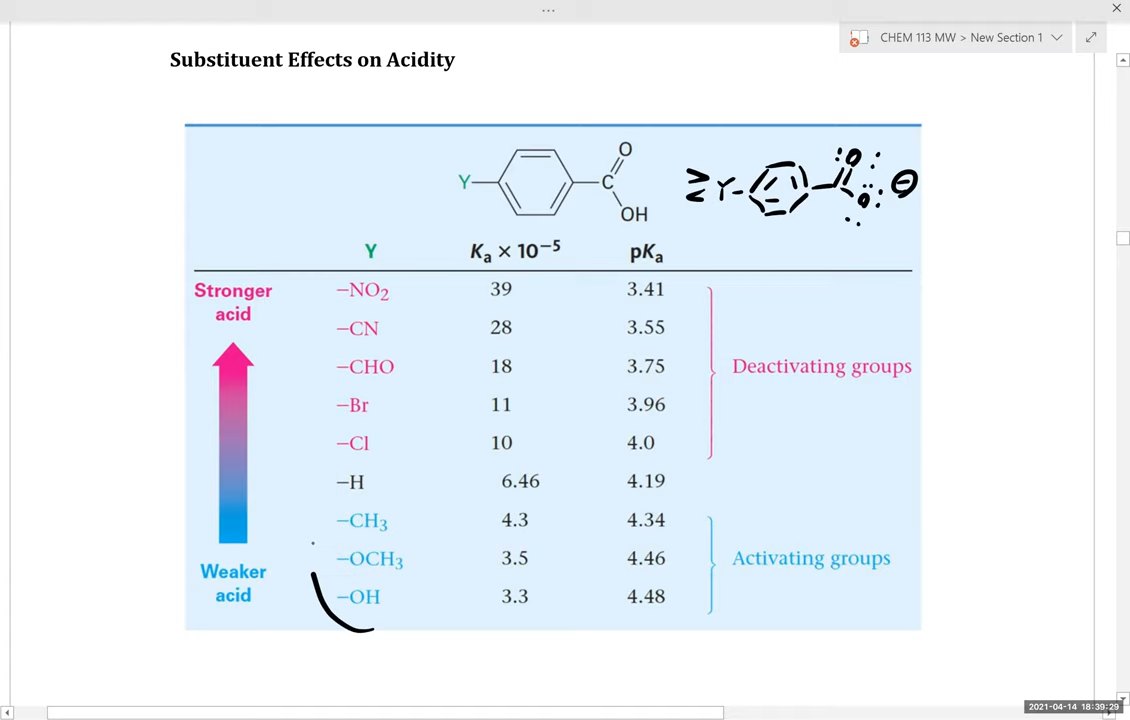 CHEM 113 MW > New Section 1
Substituent Effects on Acidity
Y
C
O
OH
Y
O
O
Y Kₐ × 10⁻⁵ pKₐ
Stronger
acid
–NO₂ 39 3.41
–CN 28 3.55
–CHO 18 3.75
Deactivating groups
–Br 11 3.96
–Cl 10 4.0
–H 6.46 4.19
–CH₃ 4.3 4.34
–OCH₃ 3.5 4.46
Activating groups
Weaker
acid
–OH 3.3 4.48
2021-04-14 18:39:29